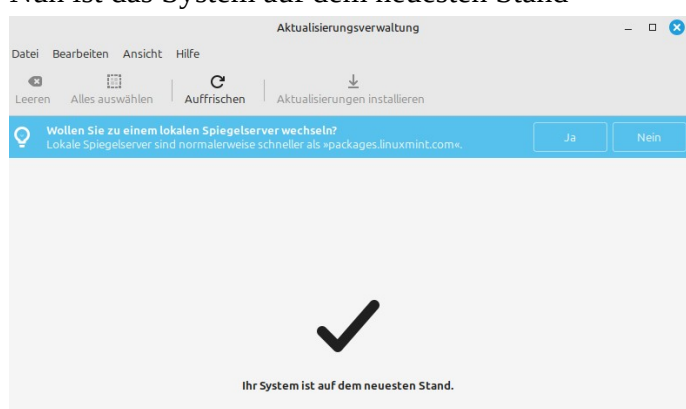 Nun ist das System auf dem neuesten Stand
Aktualisierungsverwaltung
Datei Bearbeiten Ansicht Hilfe
Leeren Alles auswählen Auffrischen Aktualisierungen installieren
Wollen Sie zu einem lokalen Spiegelserver wechseln?
Lokale Spiegelserver sind normalerweise schneller als »packages.linuxmint.com«.
Ja Nein
Ihr System ist auf dem neuesten Stand.